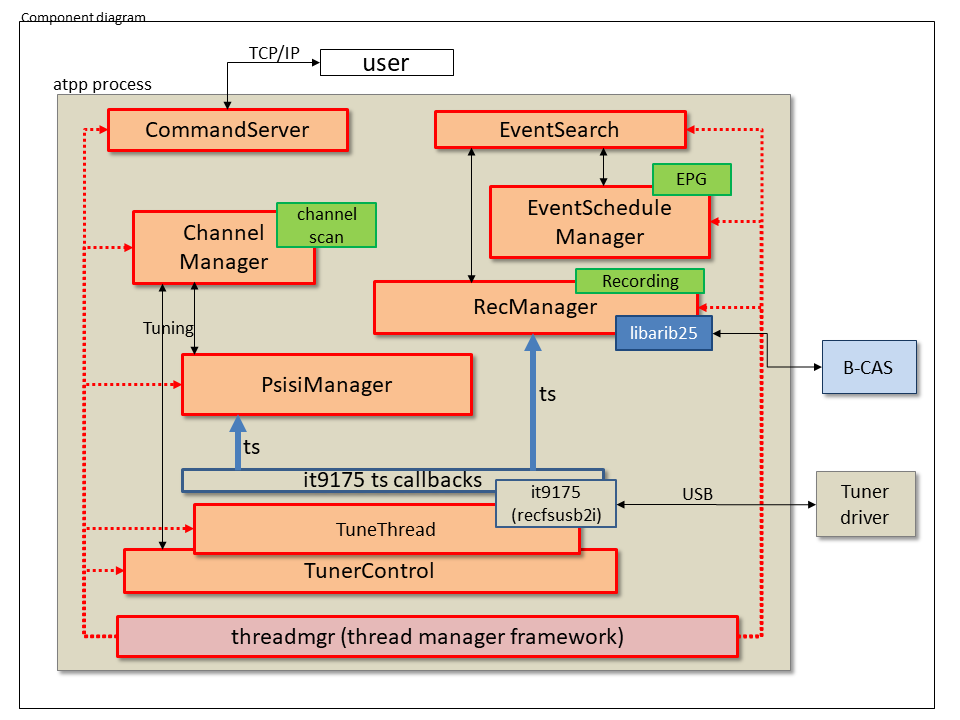 Component diagram
TCP/IP
user
atpp process
CommandServer
EventSearch
EPG
channel
scan
EventSchedule
Manager
Channel
Manager
Recording
RecManager
Tuning
libarib25
B-CAS
PsisiManager
ts
ts
it9175 ts callbacks
it9175
(recfsusb2i)
USB
Tuner
driver
TuneThread
TunerControl
threadmgr (thread manager framework)